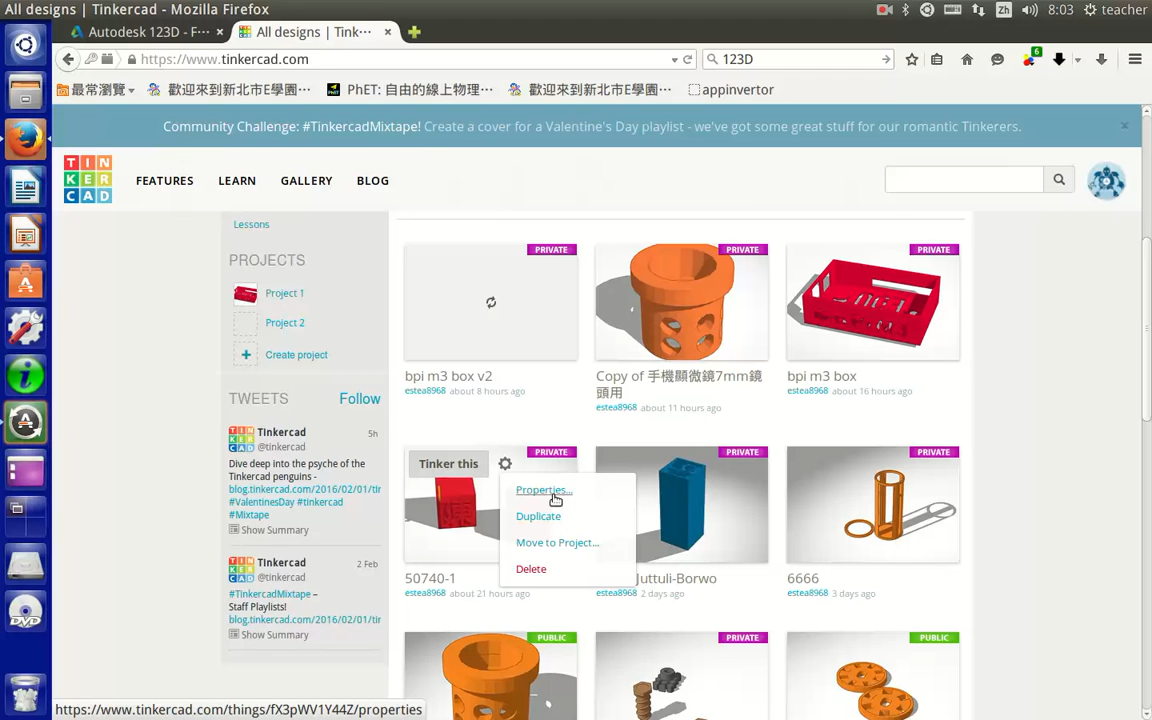 All designs | Tinkercad - Mozilla Firefox
Zh
8:03
teacher
Autodesk 123D - F···
All designs | Tink···
https://www.tinkercad.com
123D
6
最常瀏覽
歡迎來到新北市E學園···
PhET: 自由的線上物理···
歡迎來到新北市E學園···
appinvertor
Community Challenge: #TinkercadMixtape! Create a cover for a Valentine's Day playlist - we've got some great stuff for our romantic Tinkerers.
×
TIN
KER
CAD
FEATURES
LEARN
GALLERY
BLOG
Lessons
PROJECTS
Project 1
Project 2
Create project
TWEETS
Follow
Tinkercad
5h
@tinkercad
Dive deep into the psyche of the
Tinkercad penguins -
blog.tinkercad.com/2016/02/01/tir
#ValentinesDay #tinkercad
#Mixtape
Show Summary
Tinkercad
2 Feb
@tinkercad
#TinkercadMixtape –
Staff Playlists!
blog.tinkercad.com/2016/02/01/tir
Show Summary
PRIVATE
PRIVATE
PRIVATE
bpi m3 box v2
estea8968 about 8 hours ago
Copy of 手機顯微鏡7mm鏡
頭用
estea8968 about 11 hours ago
bpi m3 box
estea8968 about 16 hours ago
Tinker this
PRIVATE
PRIVATE
PRIVATE
Properties...
Duplicate
Move to Project...
Delete
50740-1
estea8968 about 21 hours ago
Juttuli-Borwo
estea8968 2 days ago
6666
estea8968 3 days ago
PUBLIC
PRIVATE
PUBLIC
https://www.tinkercad.com/things/fX3pWV1Y44Z/properties
DVD